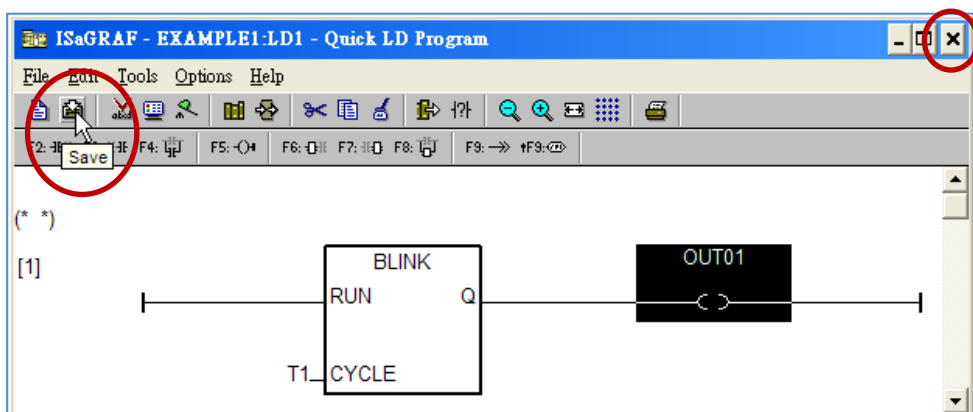 ISaGRAF - EXAMPLE1:LD1 - Quick LD Program
File Edit Tools Options Help
F2: F4: F5: F6: F7: F8: F9: ↑F9:
Save
(* *)
[1]
BLINK
OUT01
RUN Q
T1 CYCLE